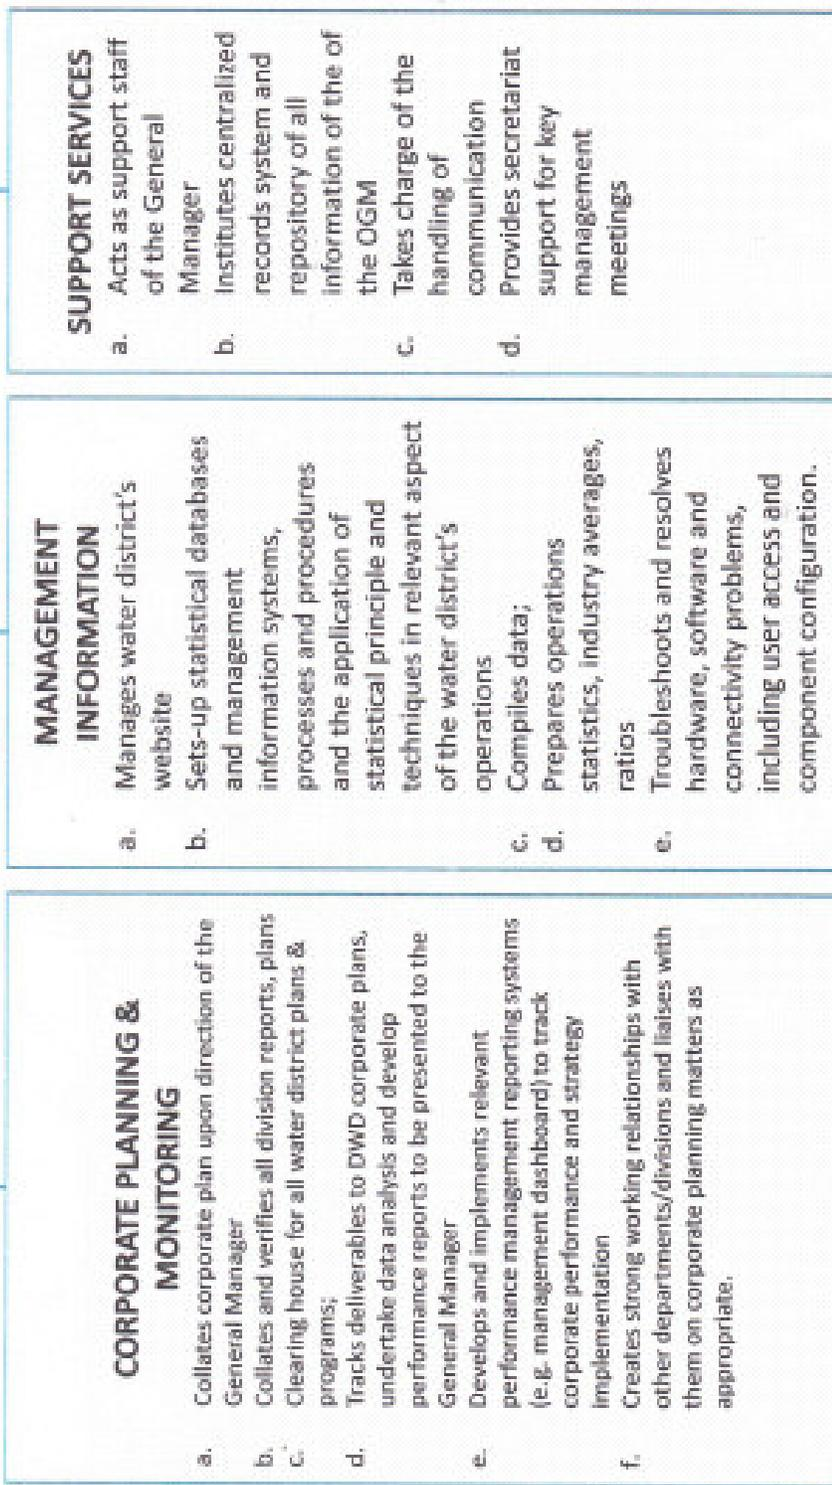 CORPORATE PLANNING &
MONITORING
a. Collates corporate plan upon direction of the
General Manager
b. Collates and verifies all division reports, plans
c. Clearing house for all water district plans &
programs;
d. Tracks deliverables to DWD corporate plans,
undertake data analysis and develop
performance reports to be presented to the
General Manager
e. Develops and implements relevant
performance management reporting systems
(e.g. management dashboard) to track
corporate performance and strategy
implementation
f. Creates strong working relationships with
other departments/divisions and liaises with
them on corporate planning matters as
appropriate.
MANAGEMENT
INFORMATION
a. Manages water district's
website
b. Sets-up statistical databases
and management
information systems,
processes and procedures
and the application of
statistical principle and
techniques in relevant aspect
of the water district's
operations
c. Compiles data;
d. Prepares operations
statistics, industry averages,
ratios
e. Troubleshoots and resolves
hardware, software and
connectivity problems,
including user access and
component configuration.
SUPPORT SERVICES
a. Acts as support staff
of the General
Manager
b. Institutes centralized
records system and
repository of all
information of the of
the OGM
c. Takes charge of the
handling of
communication
d. Provides secretariat
support for key
management
meetings